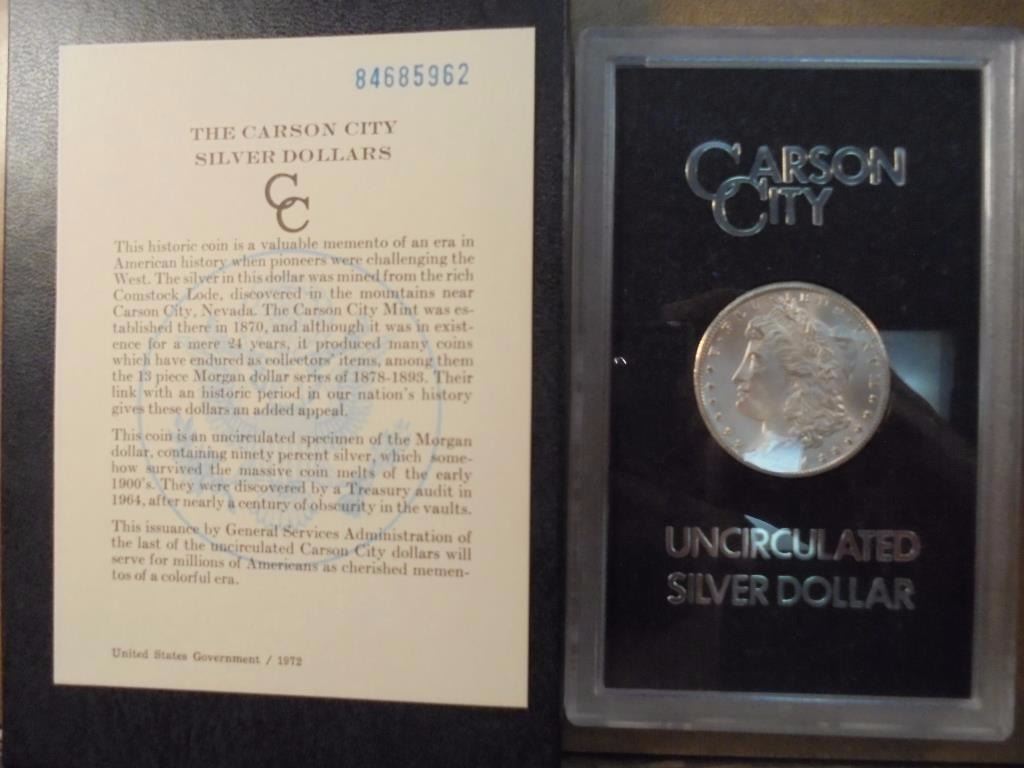 84685962
THE CARSON CITY
SILVER DOLLARS
CC
This historic coin is a valuable memento of an era in
American history when pioneers were challenging the
West. The silver in this dollar was mined from the rich
Comstock Lode, discovered in the mountains near
Carson City, Nevada. The Carson City Mint was es-
tablished there in 1870, and although it was in exist-
ence for a mere 24 years, it produced many coins
which have endured as collectors' items, among them
the 13 piece Morgan dollar series of 1878-1893. Their
link with an historic period in our nation's history
gives these dollars an added appeal.
This coin is an uncirculated specimen of the Morgan
dollar, containing ninety percent silver, which some-
how survived the massive coin melts of the early
1900's. They were discovered by a Treasury audit in
1964, after nearly a century of obscurity in the vaults.
This issuance by General Services Administration of
the last of the uncirculated Carson City dollars will
serve for millions of Americans as cherished memen-
tos of a colorful era.
United States Government / 1972
CARSON
CITY
UNCIRCULATED
SILVER DOLLAR